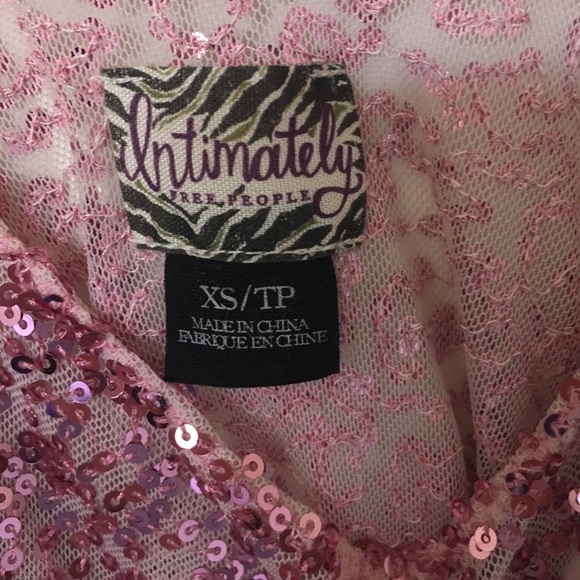 Intimately
FREE PEOPLE
XS/TP
MADE IN CHINA
FABRIQUE EN CHINE